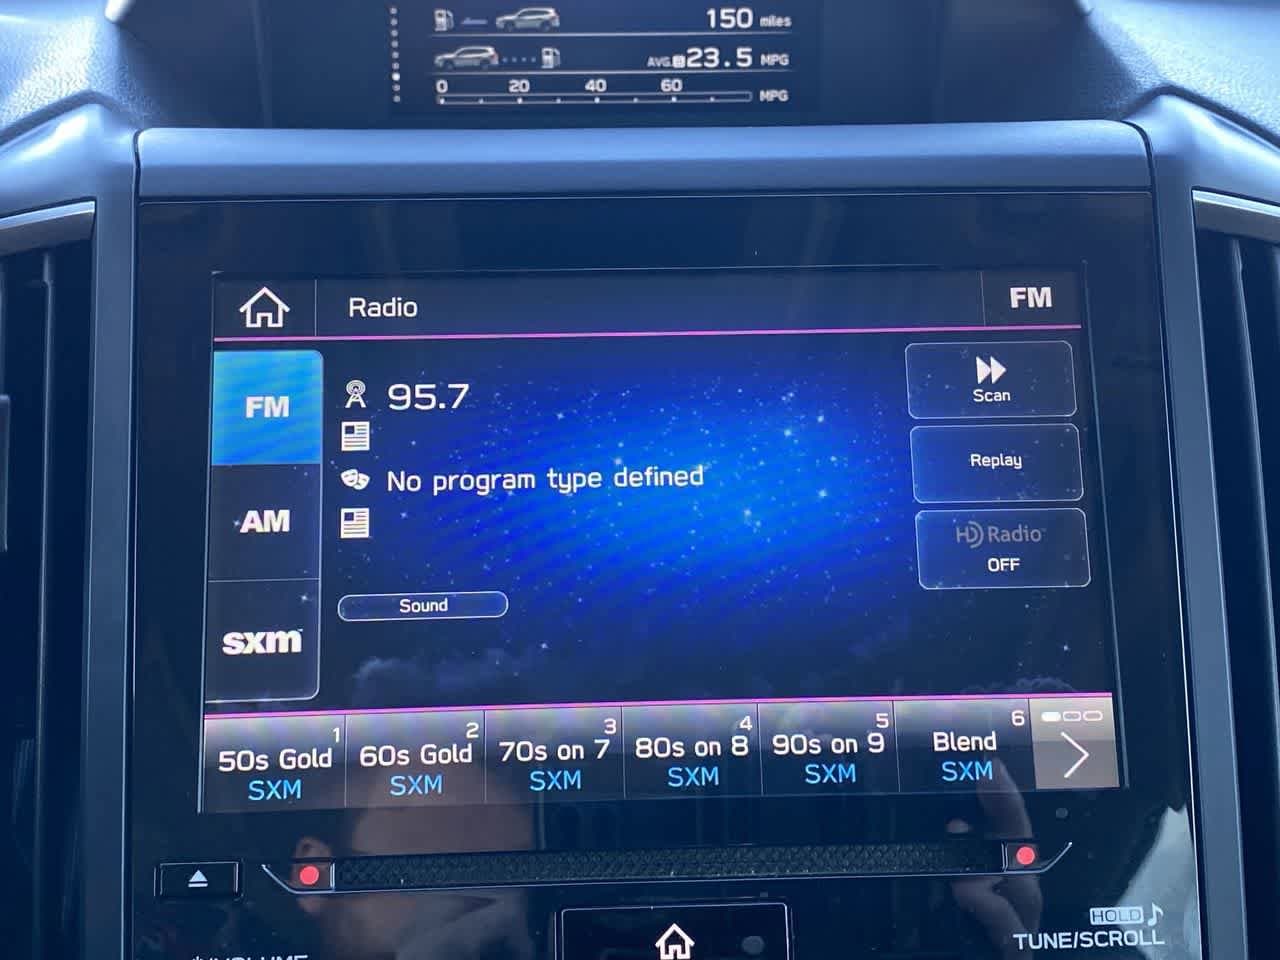 150 miles
AVG. B 23.5 MPG
0 20 40 60
MPG
Radio
FM
FM
95.7
Scan
No program type defined
Replay
AM
HD Radio
OFF
Sound
sxm
1 2 3 4 5 6
50s Gold 60s Gold 70s on 7 80s on 8 90s on 9 Blend
SXM SXM SXM SXM SXM SXM
HOLD
TUNE/SCROLL
VOLUME